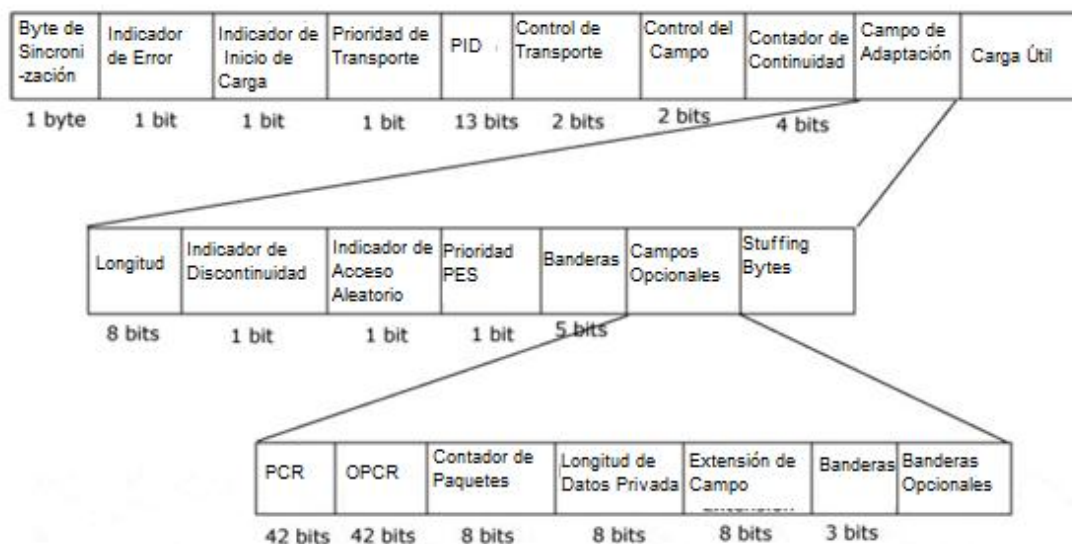 Byte de
Sincroni
-zación
Indicador
de Error
Indicador de
Inicio de
Carga
Prioridad de
Transporte
PID
Control de
Transporte
Control del
Campo
Contador de
Continuidad
Campo de
Adaptación
Carga Útil
1 byte
1 bit
1 bit
1 bit
13 bits
2 bits
2 bits
4 bits
Longitud
Indicador de
Discontinuidad
Indicador de
Acceso
Aleatorio
Prioridad
PES
Banderas
Campos
Opcionales
Stuffing
Bytes
8 bits
1 bit
1 bit
1 bit
5 bits
PCR
OPCR
Contador de
Paquetes
Longitud de
Datos Privada
Extensión de
Campo
Banderas
Banderas
Opcionales
42 bits
42 bits
8 bits
8 bits
8 bits
3 bits